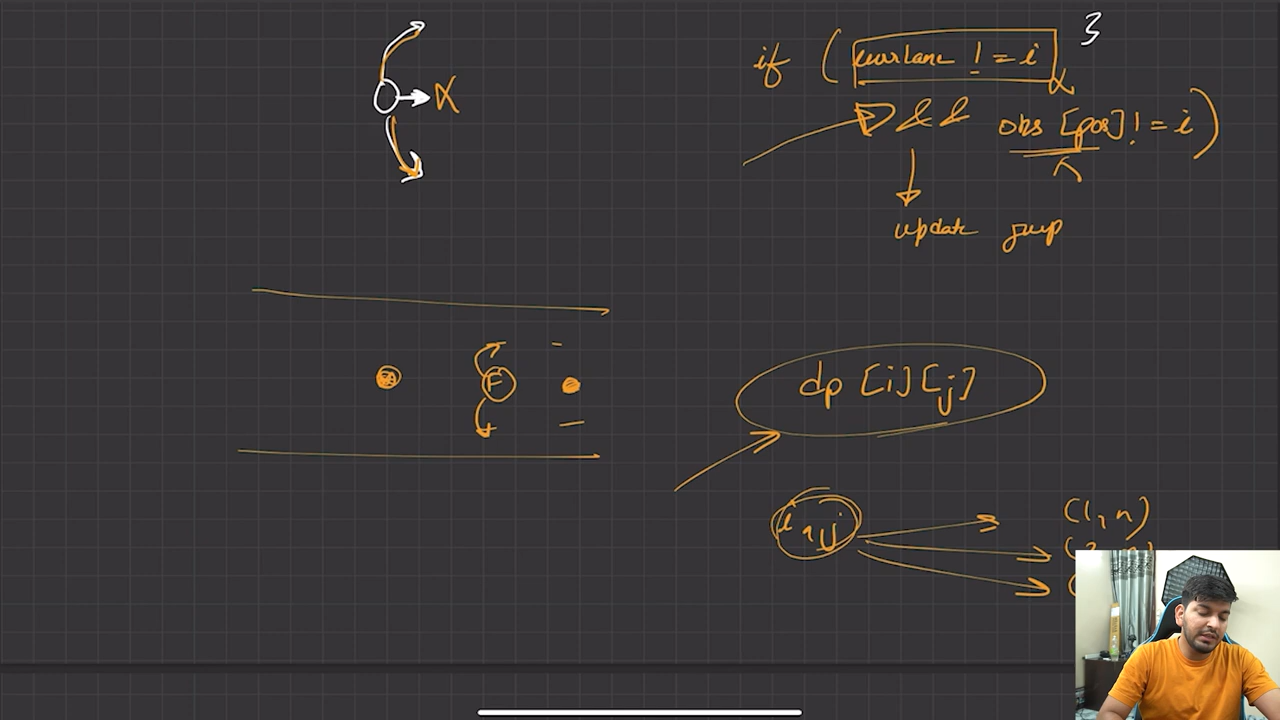 3
if ( currlane ! = i
&& obs [pos] ! = i )
update jump
F
dp [i][j]
i, j
(1, n)